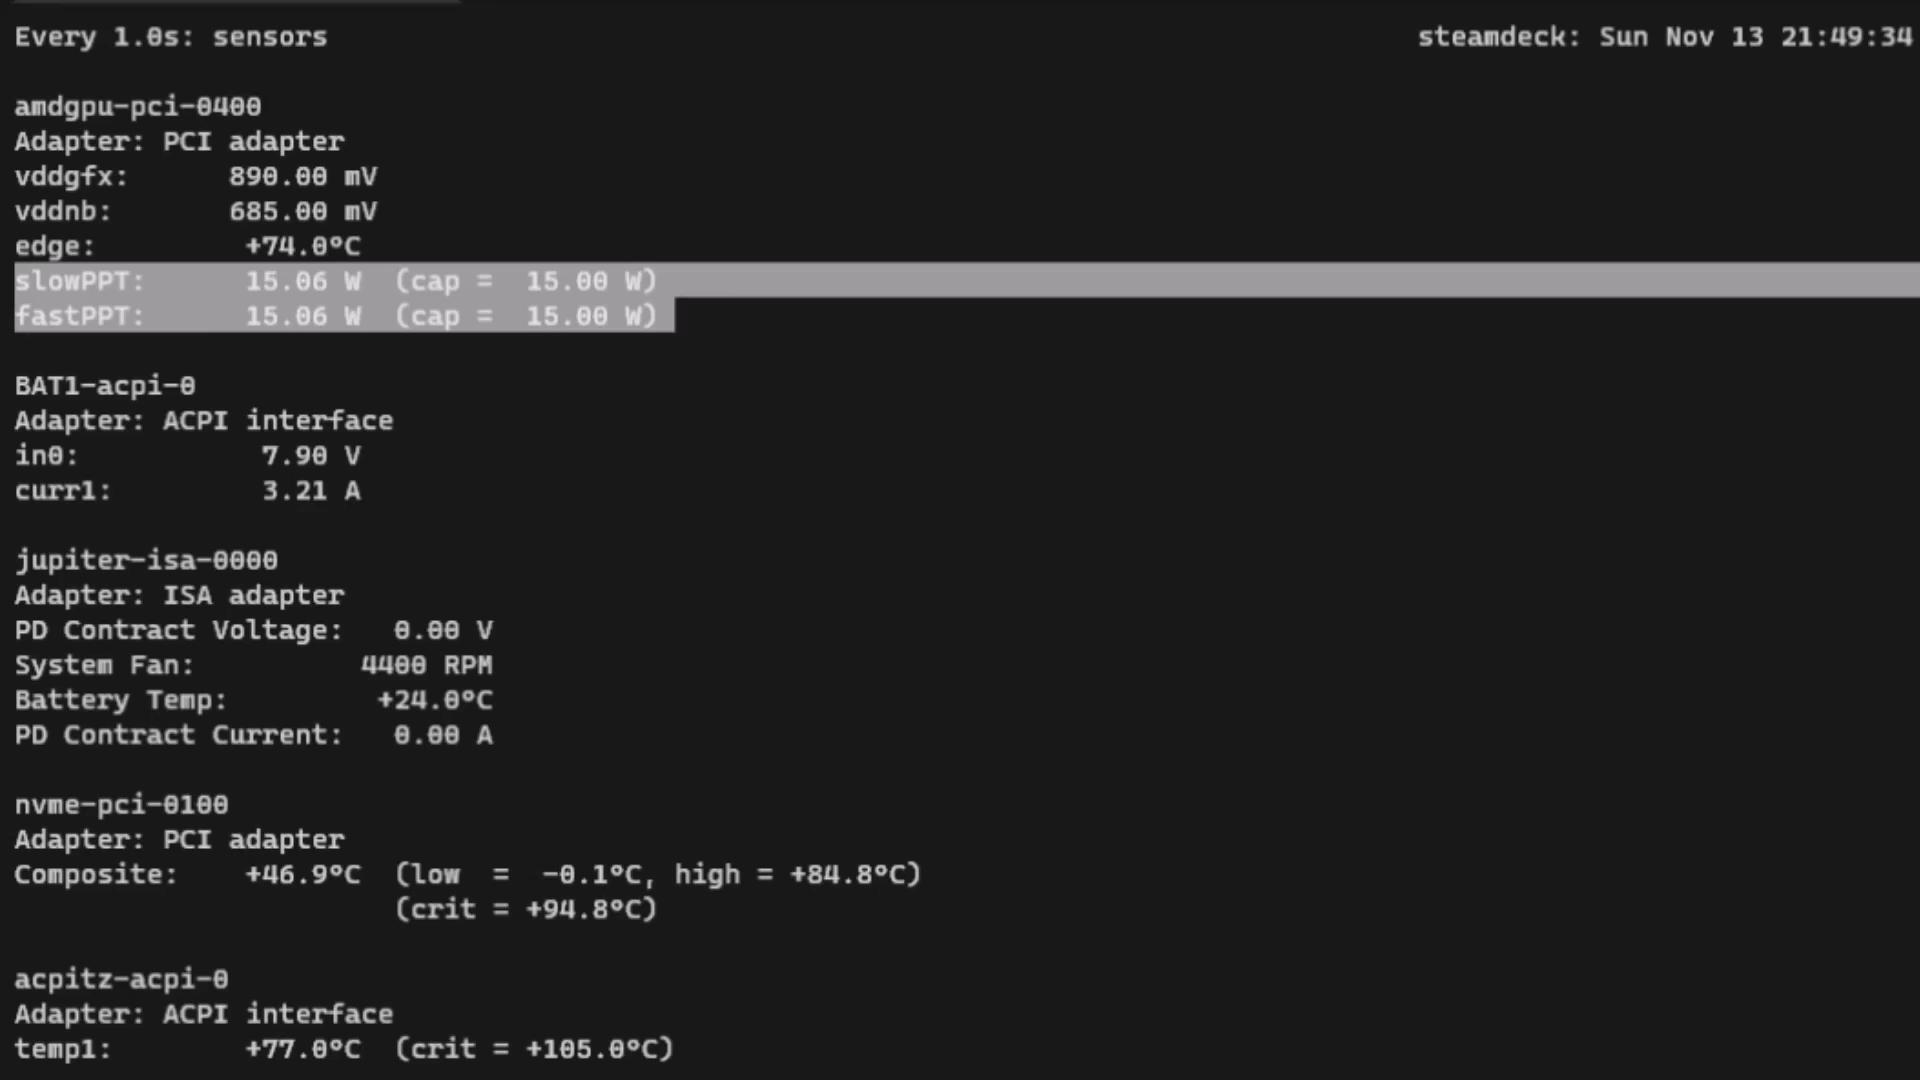 Every 1.0s: sensors steamdeck: Sun Nov 13 21:49:34
amdgpu-pci-0400
Adapter: PCI adapter
vddgfx: 890.00 mV
vddnb: 685.00 mV
edge: +74.0°C
slowPPT: 15.06 W (cap = 15.00 W)
fastPPT: 15.06 W (cap = 15.00 W)
BAT1-acpi-0
Adapter: ACPI interface
in0: 7.90 V
curr1: 3.21 A
jupiter-isa-0000
Adapter: ISA adapter
PD Contract Voltage: 0.00 V
System Fan: 4400 RPM
Battery Temp: +24.0°C
PD Contract Current: 0.00 A
nvme-pci-0100
Adapter: PCI adapter
Composite: +46.9°C (low = -0.1°C, high = +84.8°C)
(crit = +94.8°C)
acpitz-acpi-0
Adapter: ACPI interface
temp1: +77.0°C (crit = +105.0°C)